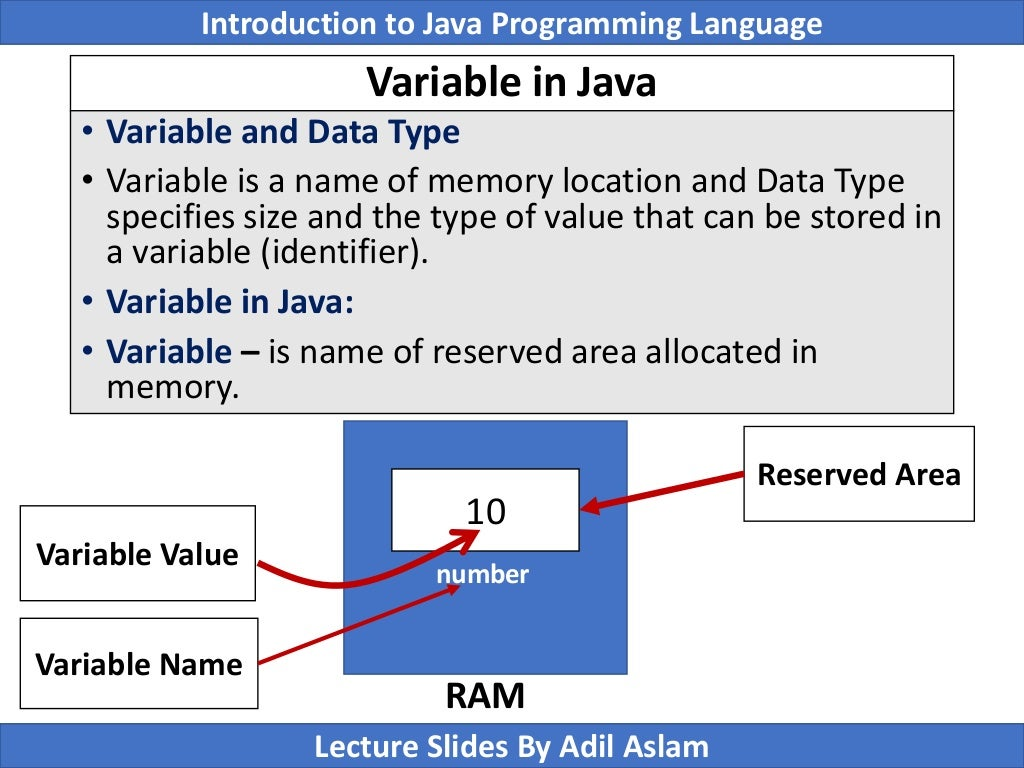 Introduction to Java Programming Language
Variable in Java
• Variable and Data Type
• Variable is a name of memory location and Data Type
specifies size and the type of value that can be stored in
a variable (identifier).
• Variable in Java:
• Variable – is name of reserved area allocated in
memory.
Reserved Area
10
Variable Value
number
Variable Name
RAM
Lecture Slides By Adil Aslam